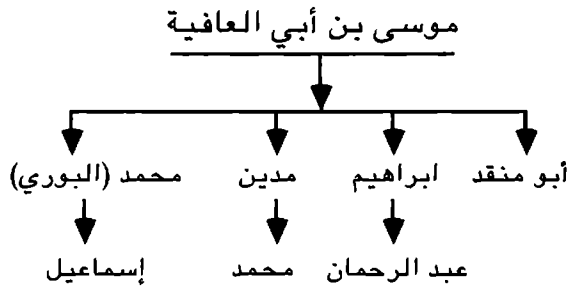 موسى بن أبي العافية
أبو منقد ابراهيم مدين محمد (البوري)
عبد الرحمان محمد إسماعيل